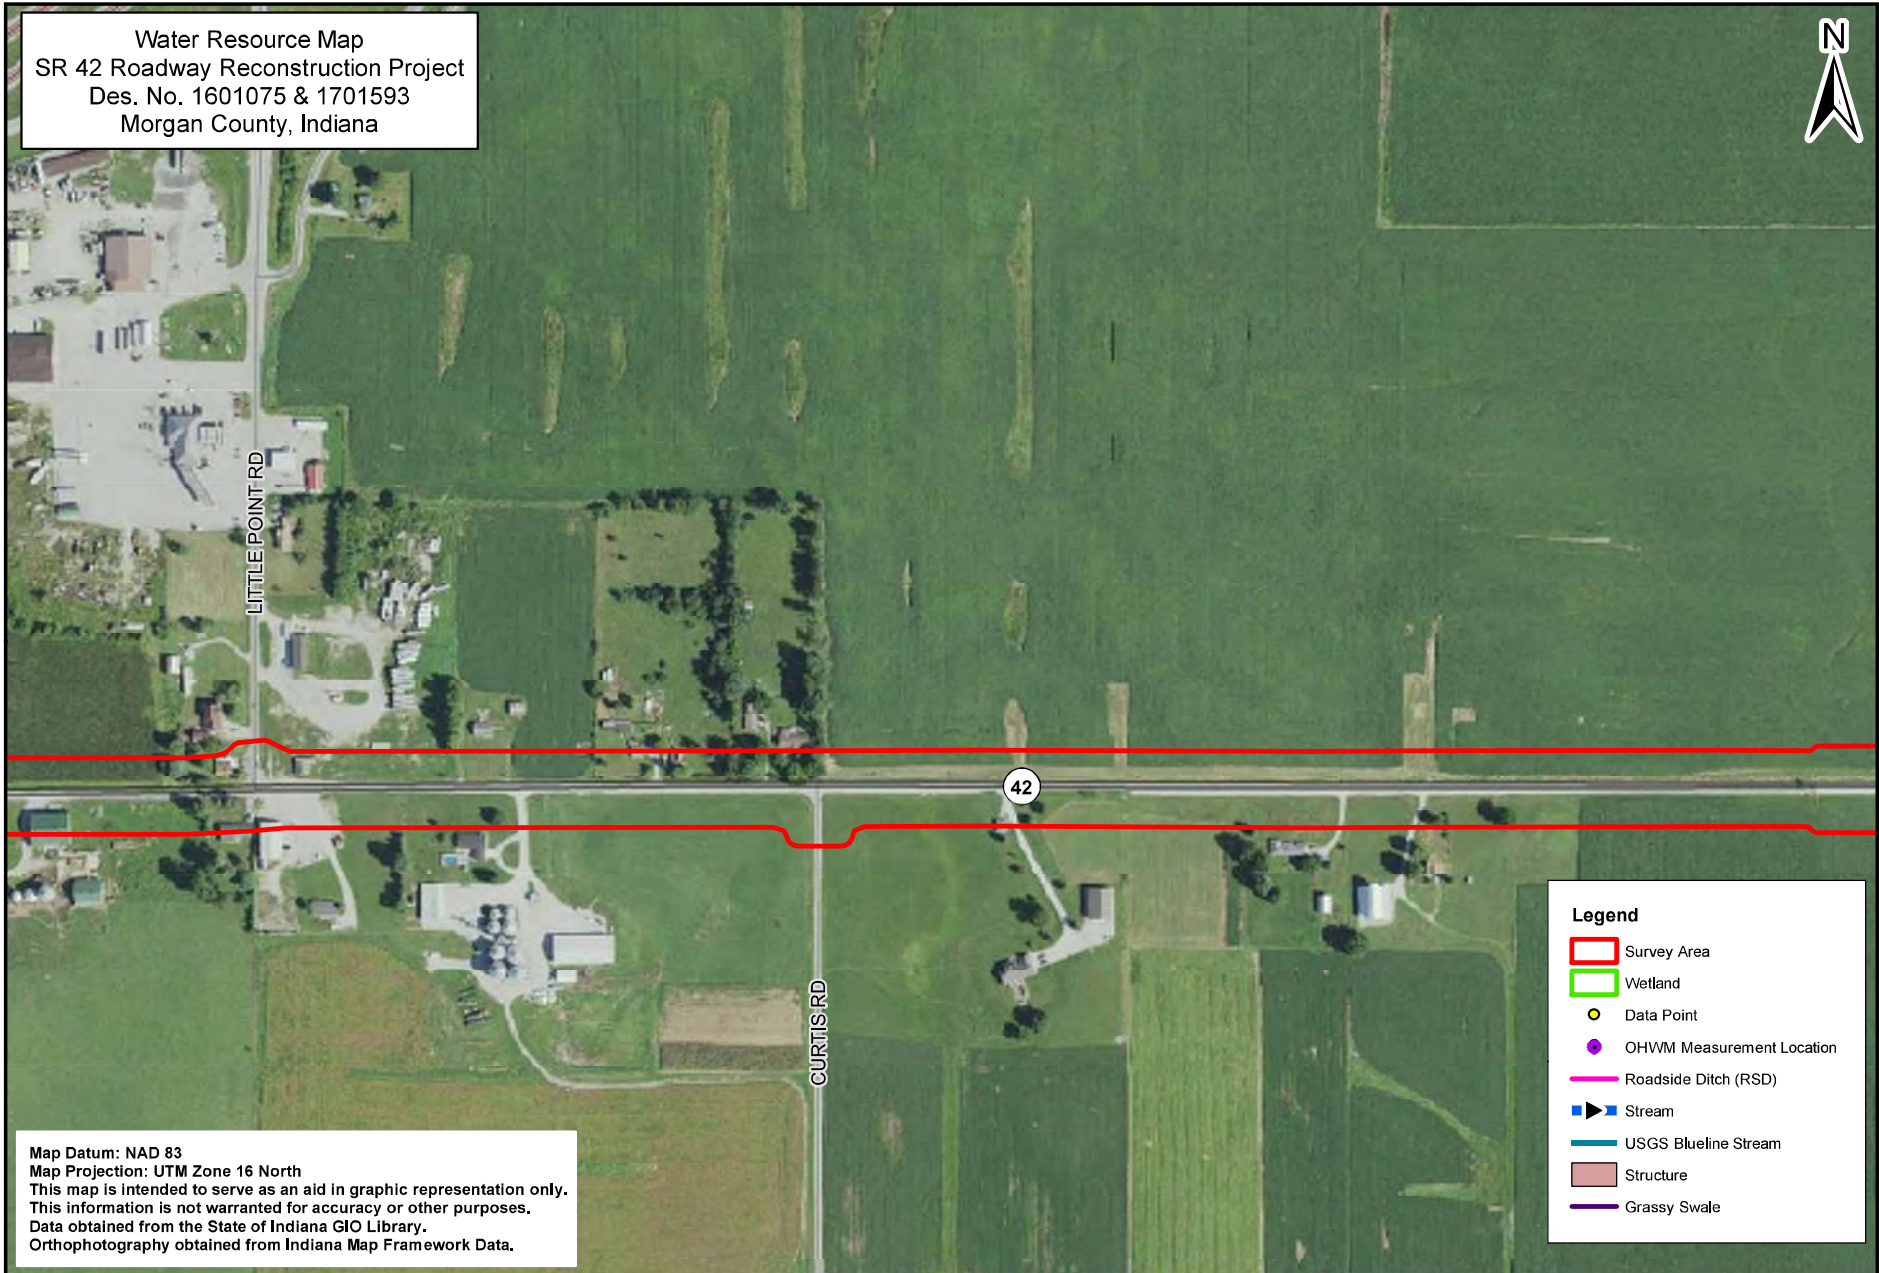 Water Resource Map
SR 42 Roadway Reconstruction Project
Des. No. 1601075 & 1701593
Morgan County, Indiana
N
LITTLE POINT RD
42
CURTIS RD
Legend
Survey Area
Wetland
Data Point
OHWM Measurement Location
Roadside Ditch (RSD)
Stream
USGS Blueline Stream
Structure
Grassy Swale
Map Datum: NAD 83
Map Projection: UTM Zone 16 North
This map is intended to serve as an aid in graphic representation only.
This information is not warranted for accuracy or other purposes.
Data obtained from the State of Indiana GIO Library.
Orthophotography obtained from Indiana Map Framework Data.